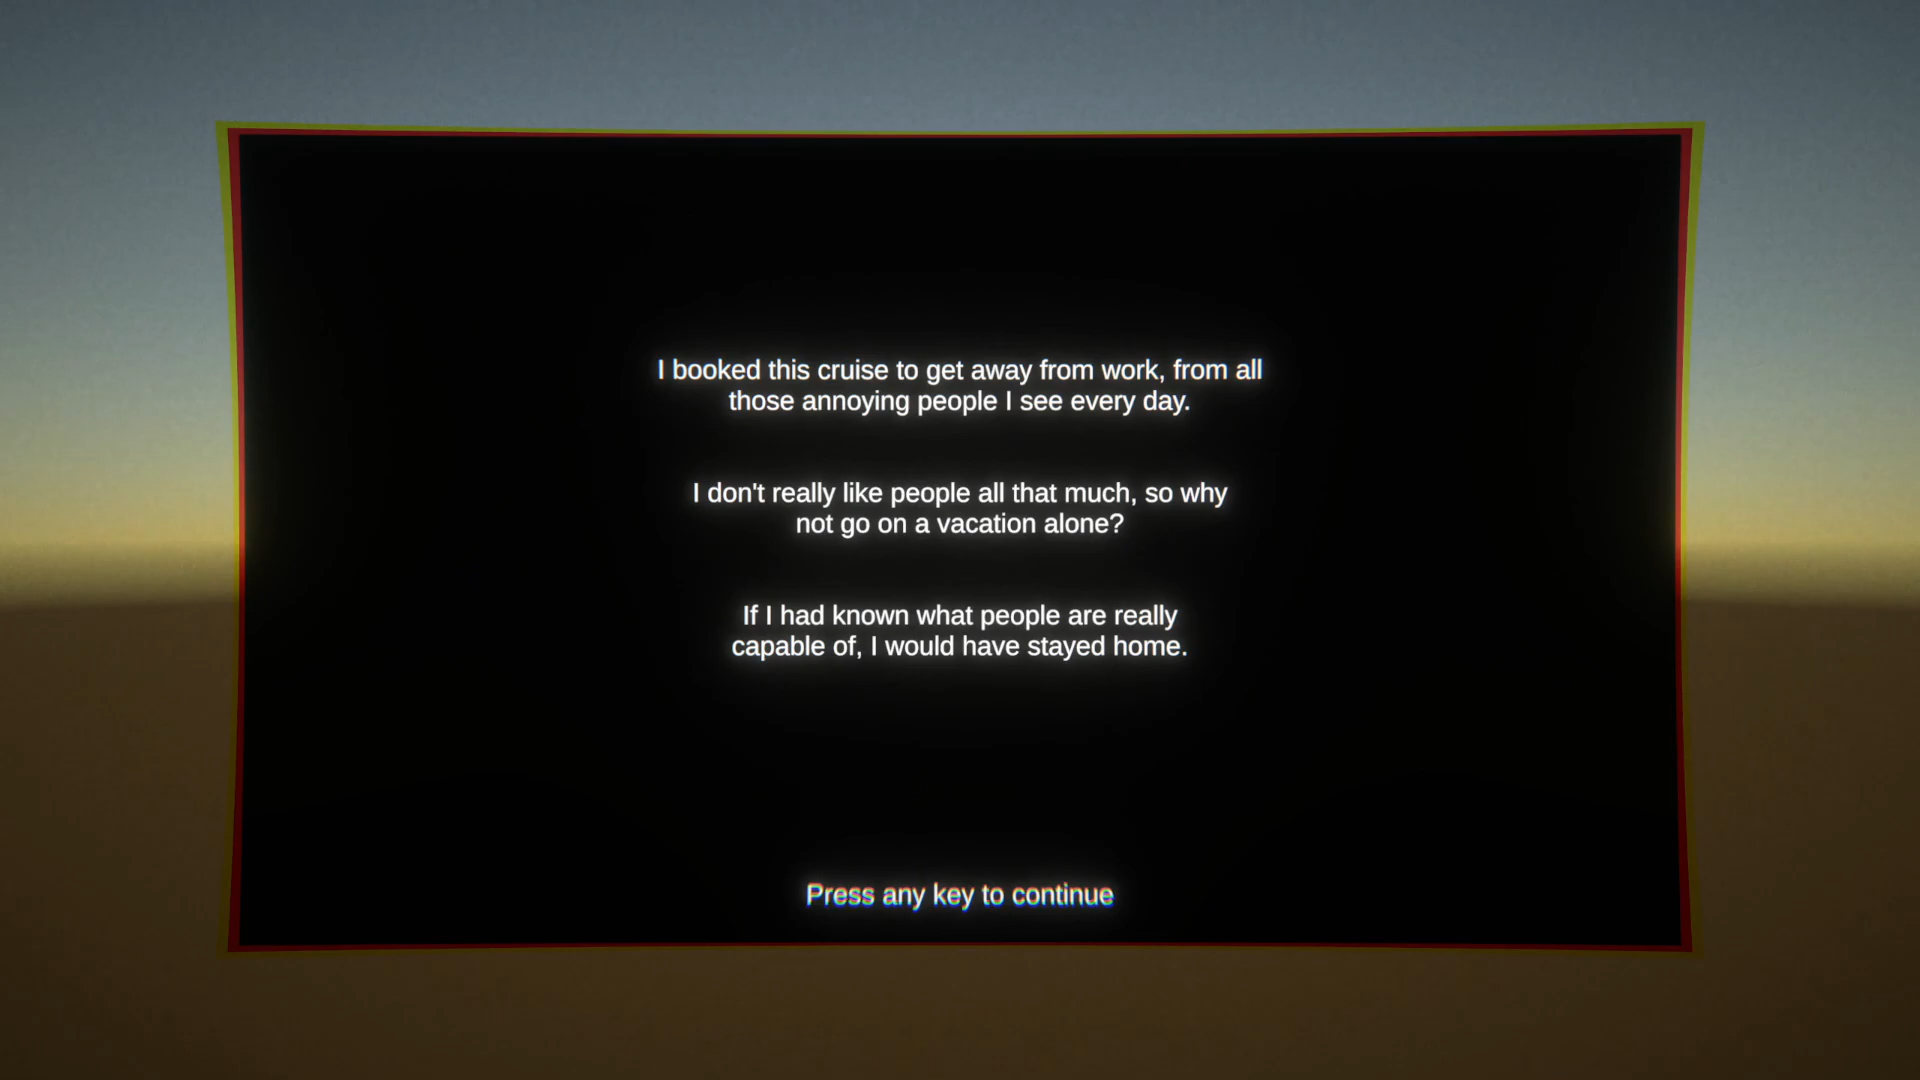 I booked this cruise to get away from work, from all
those annoying people I see every day.
I don't really like people all that much, so why
not go on a vacation alone?
If I had known what people are really
capable of, I would have stayed home.
Press any key to continue